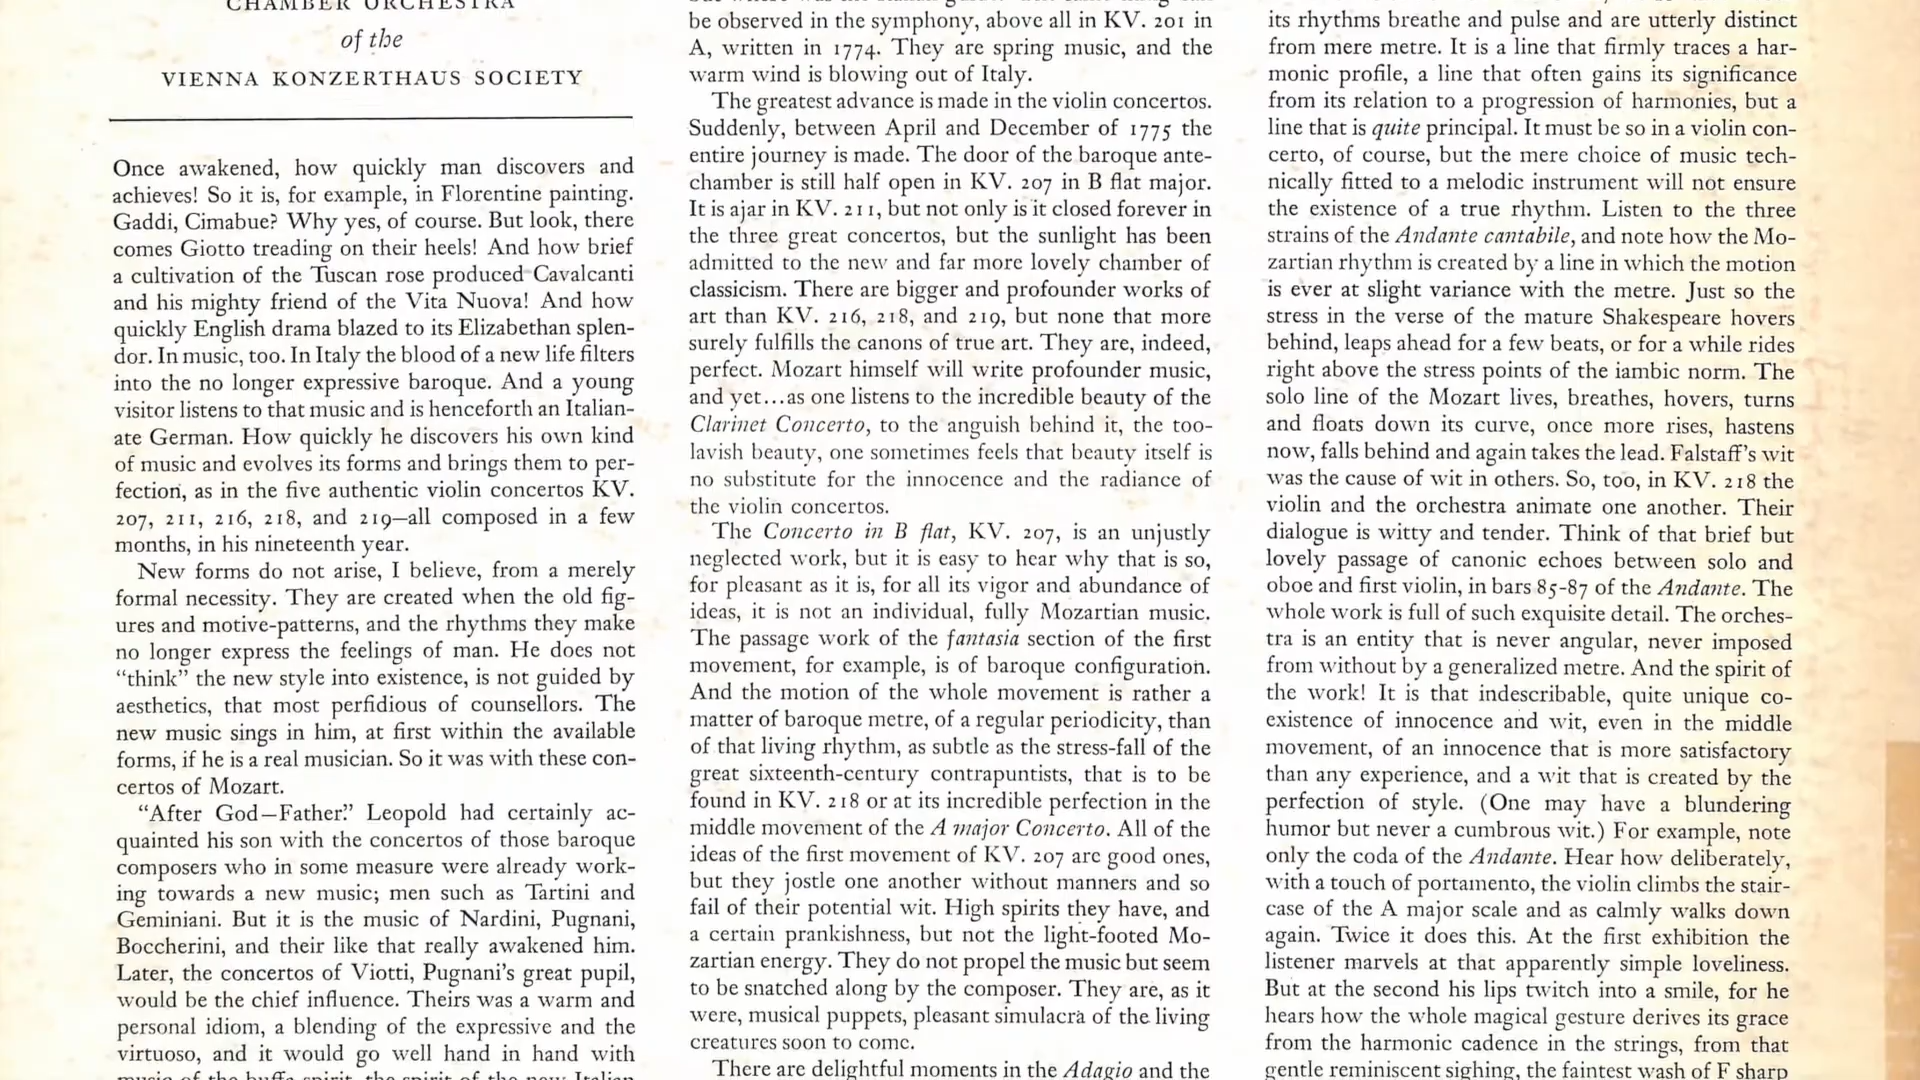 CHAMBER ORCHESTRA
of the
VIENNA KONZERTHAUS SOCIETY
Once awakened, how quickly man discovers and
achieves! So it is, for example, in Florentine painting.
Gaddi, Cimabue? Why yes, of course. But look, there
comes Giotto treading on their heels! And how brief
a cultivation of the Tuscan rose produced Cavalcanti
and his mighty friend of the Vita Nuova! And how
quickly English drama blazed to its Elizabethan splen-
dor. In music, too. In Italy the blood of a new life filters
into the no longer expressive baroque. And a young
visitor listens to that music and is henceforth an Italian-
ate German. How quickly he discovers his own kind
of music and evolves its forms and brings them to per-
fection, as in the five authentic violin concertos KV.
207, 211, 216, 218, and 219—all composed in a few
months, in his nineteenth year.
New forms do not arise, I believe, from a merely
formal necessity. They are created when the old fig-
ures and motive-patterns, and the rhythms they make
no longer express the feelings of man. He does not
“think” the new style into existence, is not guided by
aesthetics, that most perfidious of counsellors. The
new music sings in him, at first within the available
forms, if he is a real musician. So it was with these con-
certos of Mozart.
“After God—Father.” Leopold had certainly ac-
quainted his son with the concertos of those baroque
composers who in some measure were already work-
ing towards a new music; men such as Tartini and
Geminiani. But it is the music of Nardini, Pugnani,
Boccherini, and their like that really awakened him.
Later, the concertos of Viotti, Pugnani’s great pupil,
would be the chief influence. Theirs was a warm and
personal idiom, a blending of the expressive and the
virtuoso, and it would go well hand in hand with
music of the buffa spirit, the spirit of the new Italian
be observed in the symphony, above all in KV. 201 in
A, written in 1774. They are spring music, and the
warm wind is blowing out of Italy.
The greatest advance is made in the violin concertos.
Suddenly, between April and December of 1775 the
entire journey is made. The door of the baroque ante-
chamber is still half open in KV. 207 in B flat major.
It is ajar in KV. 211, but not only is it closed forever in
the three great concertos, but the sunlight has been
admitted to the new and far more lovely chamber of
classicism. There are bigger and profounder works of
art than KV. 216, 218, and 219, but none that more
surely fulfills the canons of true art. They are, indeed,
perfect. Mozart himself will write profounder music,
and yet...as one listens to the incredible beauty of the
Clarinet Concerto, to the anguish behind it, the too-
lavish beauty, one sometimes feels that beauty itself is
no substitute for the innocence and the radiance of
the violin concertos.
The Concerto in B flat, KV. 207, is an unjustly
neglected work, but it is easy to hear why that is so,
for pleasant as it is, for all its vigor and abundance of
ideas, it is not an individual, fully Mozartian music.
The passage work of the fantasia section of the first
movement, for example, is of baroque configuration.
And the motion of the whole movement is rather a
matter of baroque metre, of a regular periodicity, than
of that living rhythm, as subtle as the stress-fall of the
great sixteenth-century contrapuntists, that is to be
found in KV. 218 or at its incredible perfection in the
middle movement of the A major Concerto. All of the
ideas of the first movement of KV. 207 are good ones,
but they jostle one another without manners and so
fail of their potential wit. High spirits they have, and
a certain prankishness, but not the light-footed Mo-
zartian energy. They do not propel the music but seem
to be snatched along by the composer. They are, as it
were, musical puppets, pleasant simulacra of the living
creatures soon to come.
There are delightful moments in the Adagio and the
its rhythms breathe and pulse and are utterly distinct
from mere metre. It is a line that firmly traces a har-
monic profile, a line that often gains its significance
from its relation to a progression of harmonies, but a
line that is quite principal. It must be so in a violin con-
certo, of course, but the mere choice of music tech-
nically fitted to a melodic instrument will not ensure
the existence of a true rhythm. Listen to the three
strains of the Andante cantabile, and note how the Mo-
zartian rhythm is created by a line in which the motion
is ever at slight variance with the metre. Just so the
stress in the verse of the mature Shakespeare hovers
behind, leaps ahead for a few beats, or for a while rides
right above the stress points of the iambic norm. The
solo line of the Mozart lives, breathes, hovers, turns
and floats down its curve, once more rises, hastens
now, falls behind and again takes the lead. Falstaff’s wit
was the cause of wit in others. So, too, in KV. 218 the
violin and the orchestra animate one another. Their
dialogue is witty and tender. Think of that brief but
lovely passage of canonic echoes between solo and
oboe and first violin, in bars 85-87 of the Andante. The
whole work is full of such exquisite detail. The orches-
tra is an entity that is never angular, never imposed
from without by a generalized metre. And the spirit of
the work! It is that indescribable, quite unique co-
existence of innocence and wit, even in the middle
movement, of an innocence that is more satisfactory
than any experience, and a wit that is created by the
perfection of style. (One may have a blundering
humor but never a cumbrous wit.) For example, note
only the coda of the Andante. Hear how deliberately,
with a touch of portamento, the violin climbs the stair-
case of the A major scale and as calmly walks down
again. Twice it does this. At the first exhibition the
listener marvels at that apparently simple loveliness.
But at the second his lips twitch into a smile, for he
hears how the whole magical gesture derives its grace
from the harmonic cadence in the strings, from that
gentle reminiscent sighing, the faintest wash of F sharp